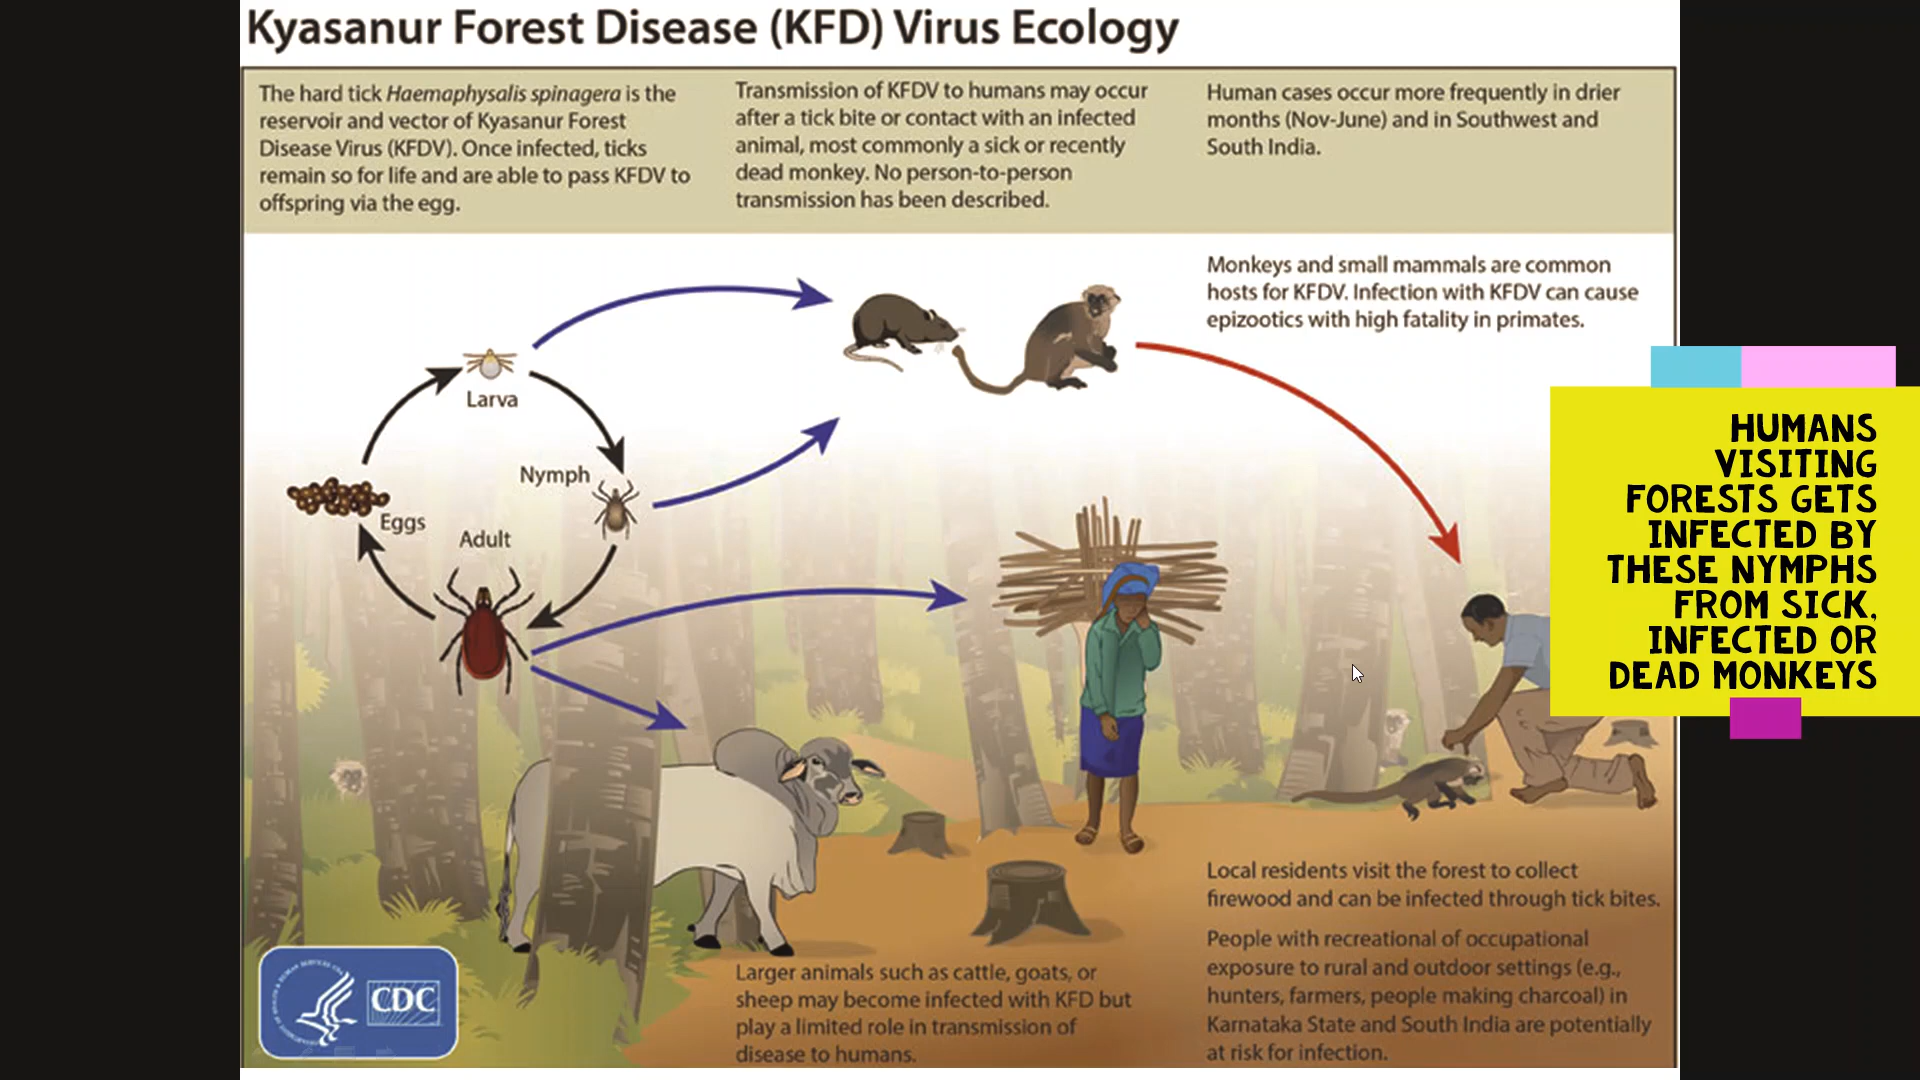 Kyasanur Forest Disease (KFD) Virus Ecology
The hard tick Haemaphysalis spinagera is the
reservoir and vector of Kyasanur Forest
Disease Virus (KFDV). Once infected, ticks
remain so for life and are able to pass KFDV to
offspring via the egg.
Transmission of KFDV to humans may occur
after a tick bite or contact with an infected
animal, most commonly a sick or recently
dead monkey. No person-to-person
transmission has been described.
Human cases occur more frequently in drier
months (Nov-June) and in Southwest and
South India.
Monkeys and small mammals are common
hosts for KFDV. Infection with KFDV can cause
epizootics with high fatality in primates.
Larva
Nymph
Eggs
Adult
HUMANS
VISITING
FORESTS GETS
INFECTED BY
THESE NYMPHS
FROM SICK,
INFECTED OR
DEAD MONKEYS
Local residents visit the forest to collect
firewood and can be infected through tick bites.
People with recreational of occupational
exposure to rural and outdoor settings (e.g.,
hunters, farmers, people making charcoal) in
Karnataka State and South India are potentially
at risk for infection.
Larger animals such as cattle, goats, or
sheep may become infected with KFD but
play a limited role in transmission of
disease to humans.
CDC